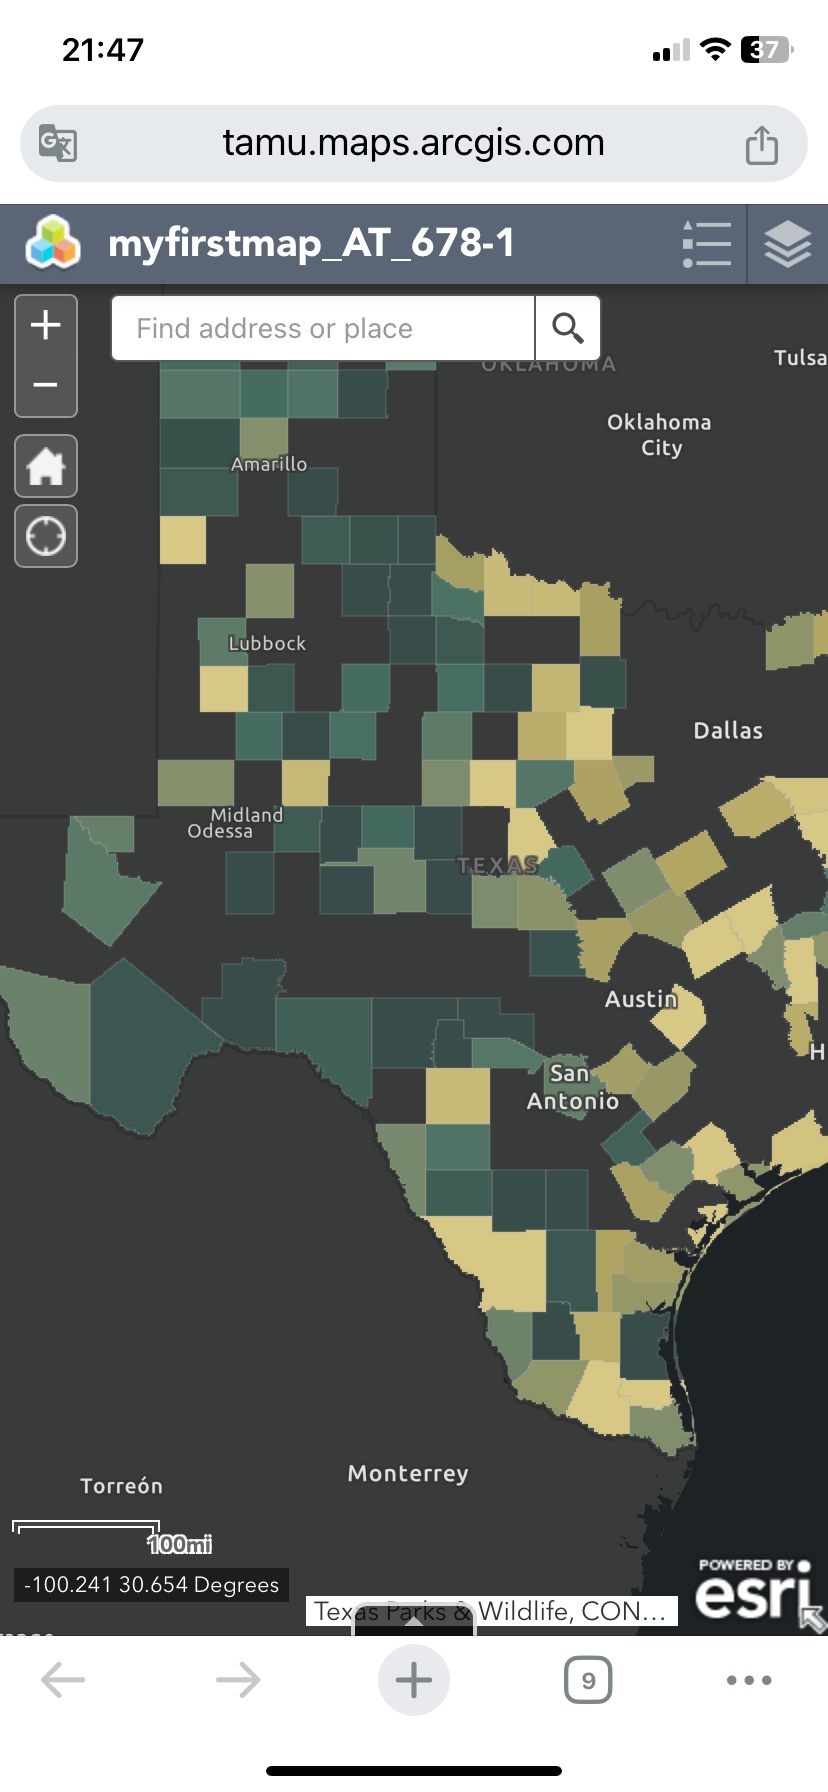 21:47
37
tamu.maps.arcgis.com
myfirstmap_AT_678-1
Find address or place
OKLAHOMA
Tulsa
Oklahoma
City
Amarillo
Lubbock
Dallas
Midland
Odessa
TEXAS
Austin
H
San
Antonio
Monterrey
Torreón
100mi
-100.241 30.654 Degrees
POWERED BY
esri
Texas Parks & Wildlife, CON...
9